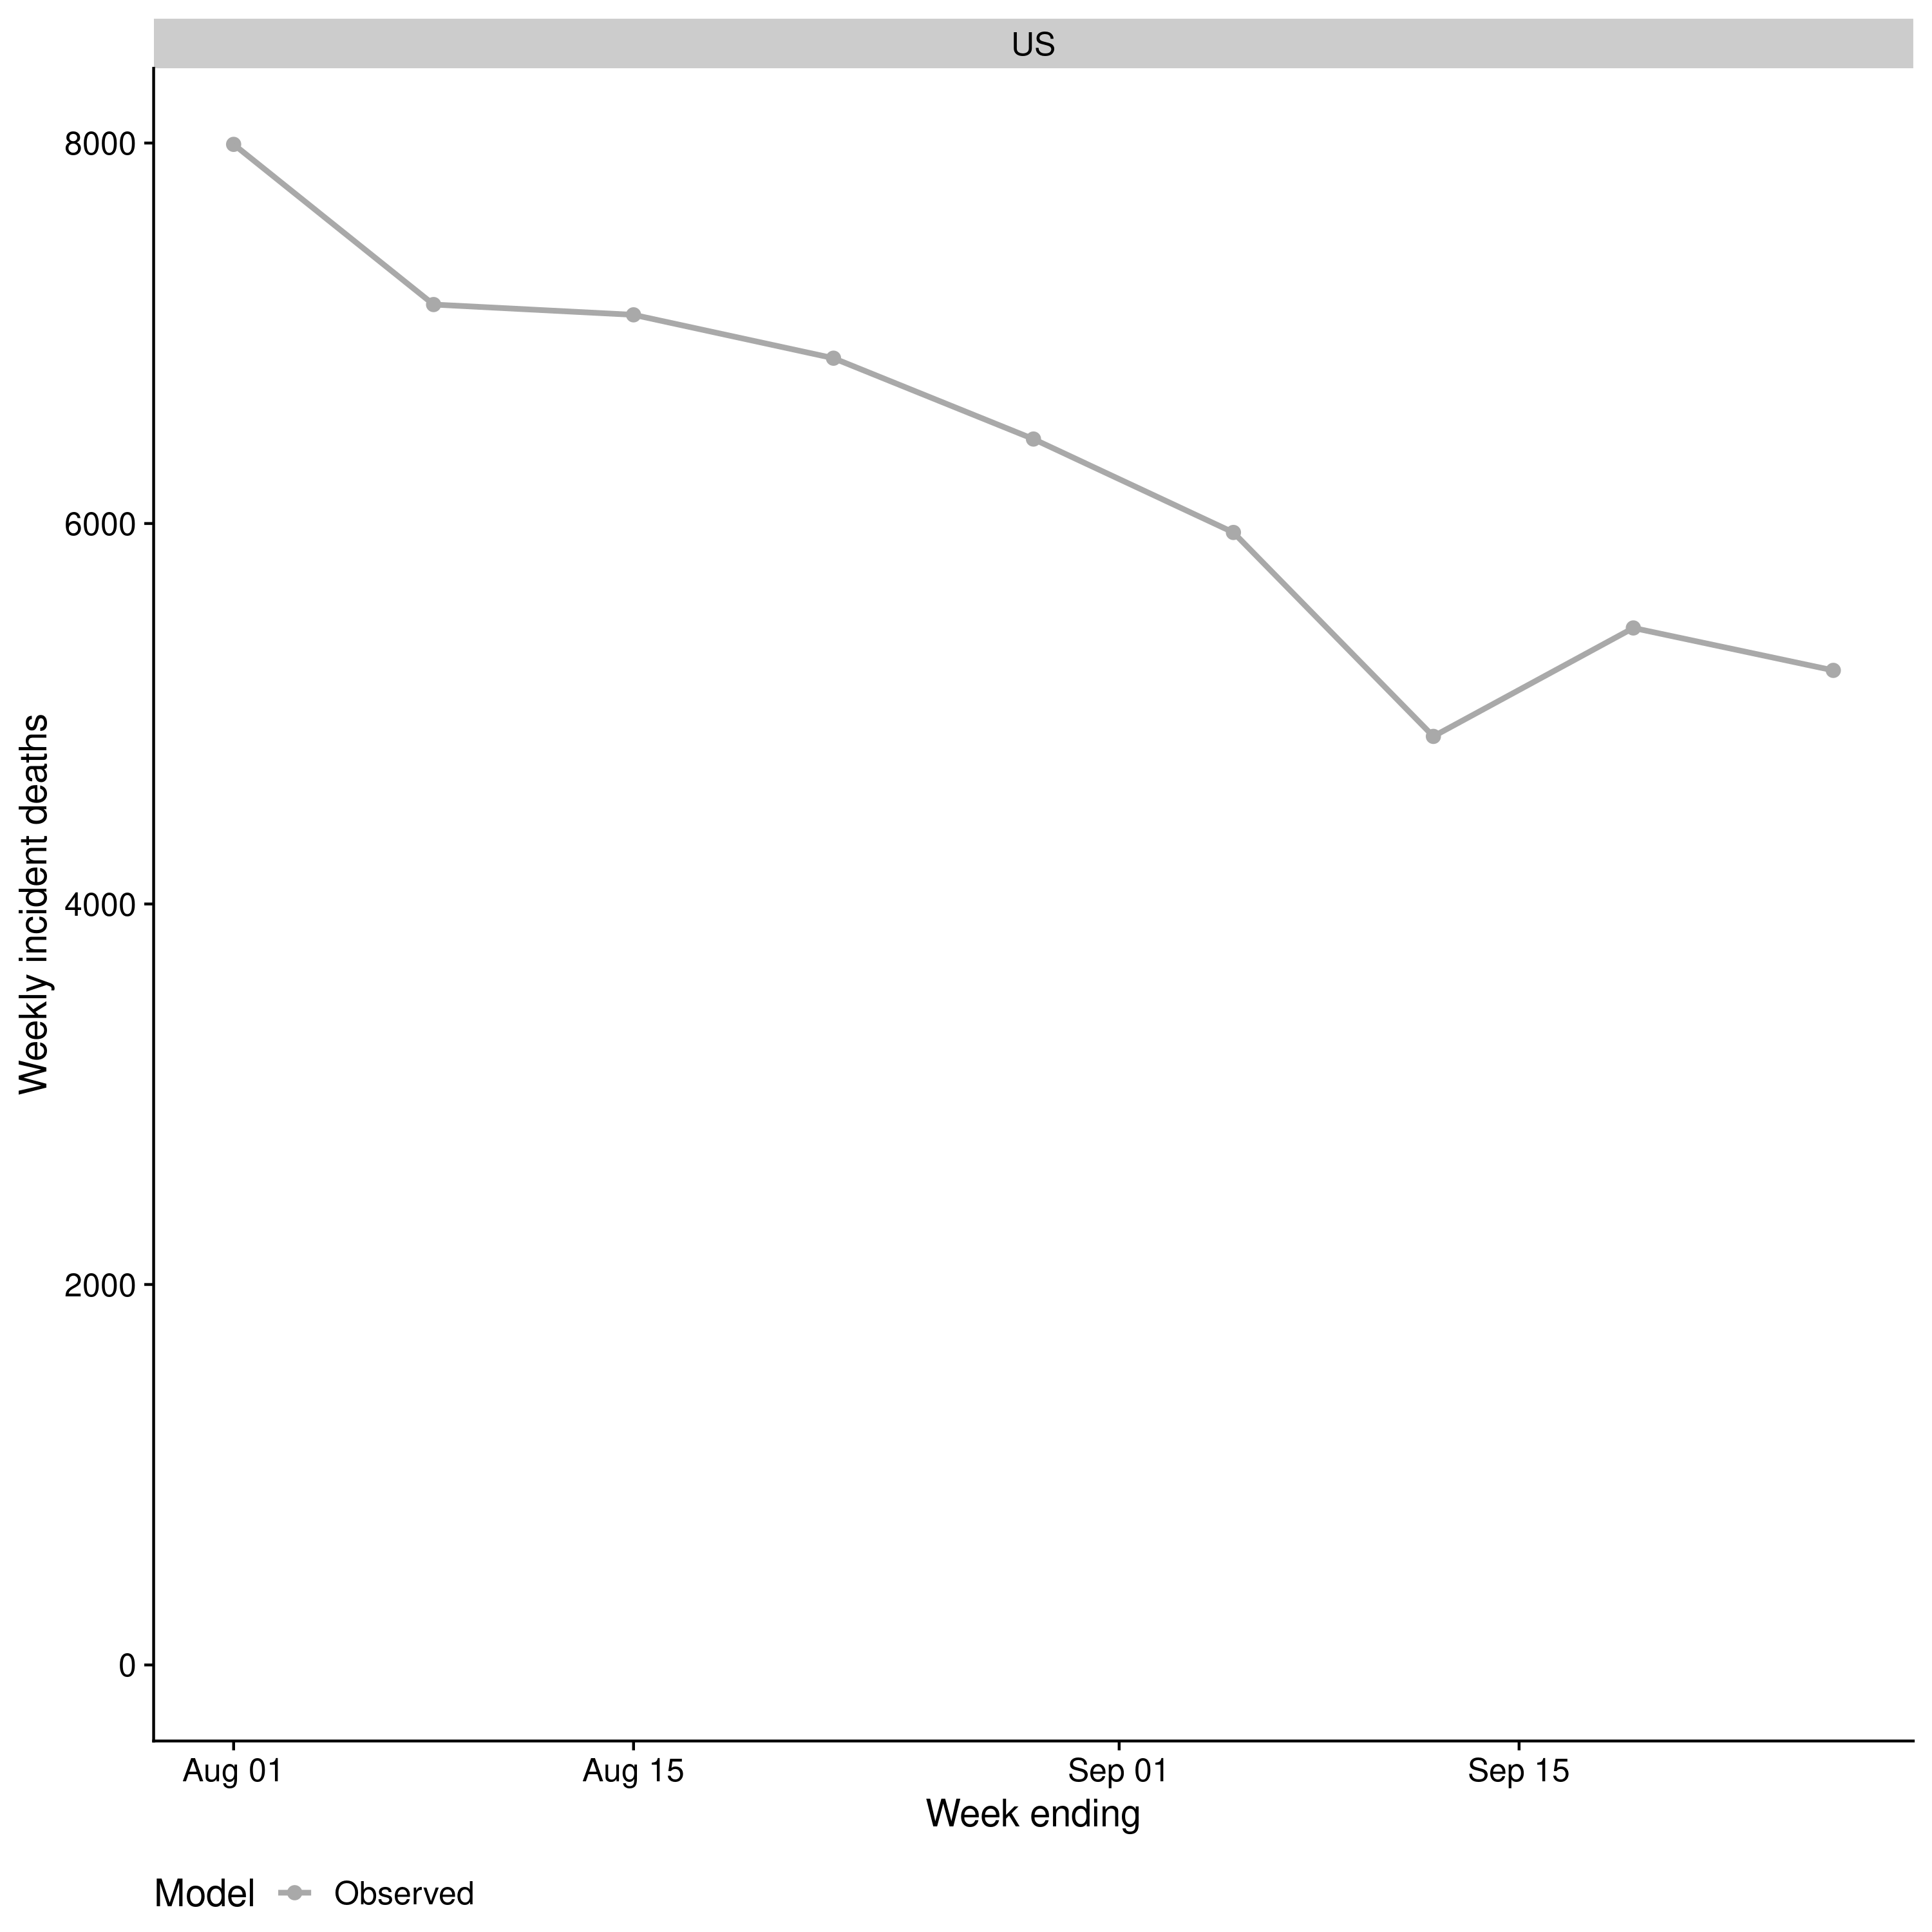 US
8000
6000
4000
2000
0
Weekly incident deaths
Aug 01 Aug 15 Sep 01 Sep 15
Week ending
Model Observed